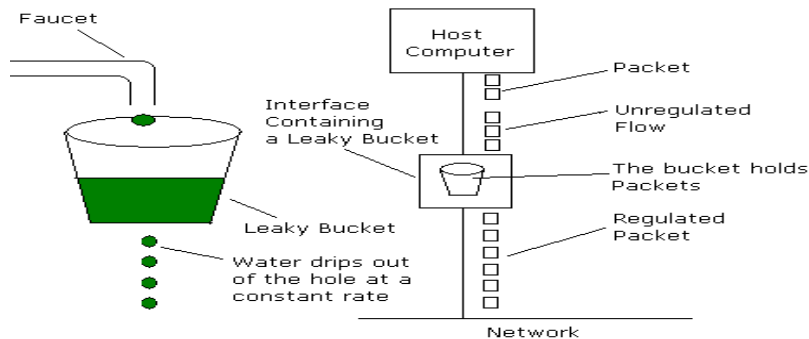 Faucet
Leaky Bucket
Water drips out
of the hole at a
constant rate
Host
Computer
Packet
Unregulated
Flow
Interface
Containing
a Leaky Bucket
The bucket holds
Packets
Regulated
Packet
Network